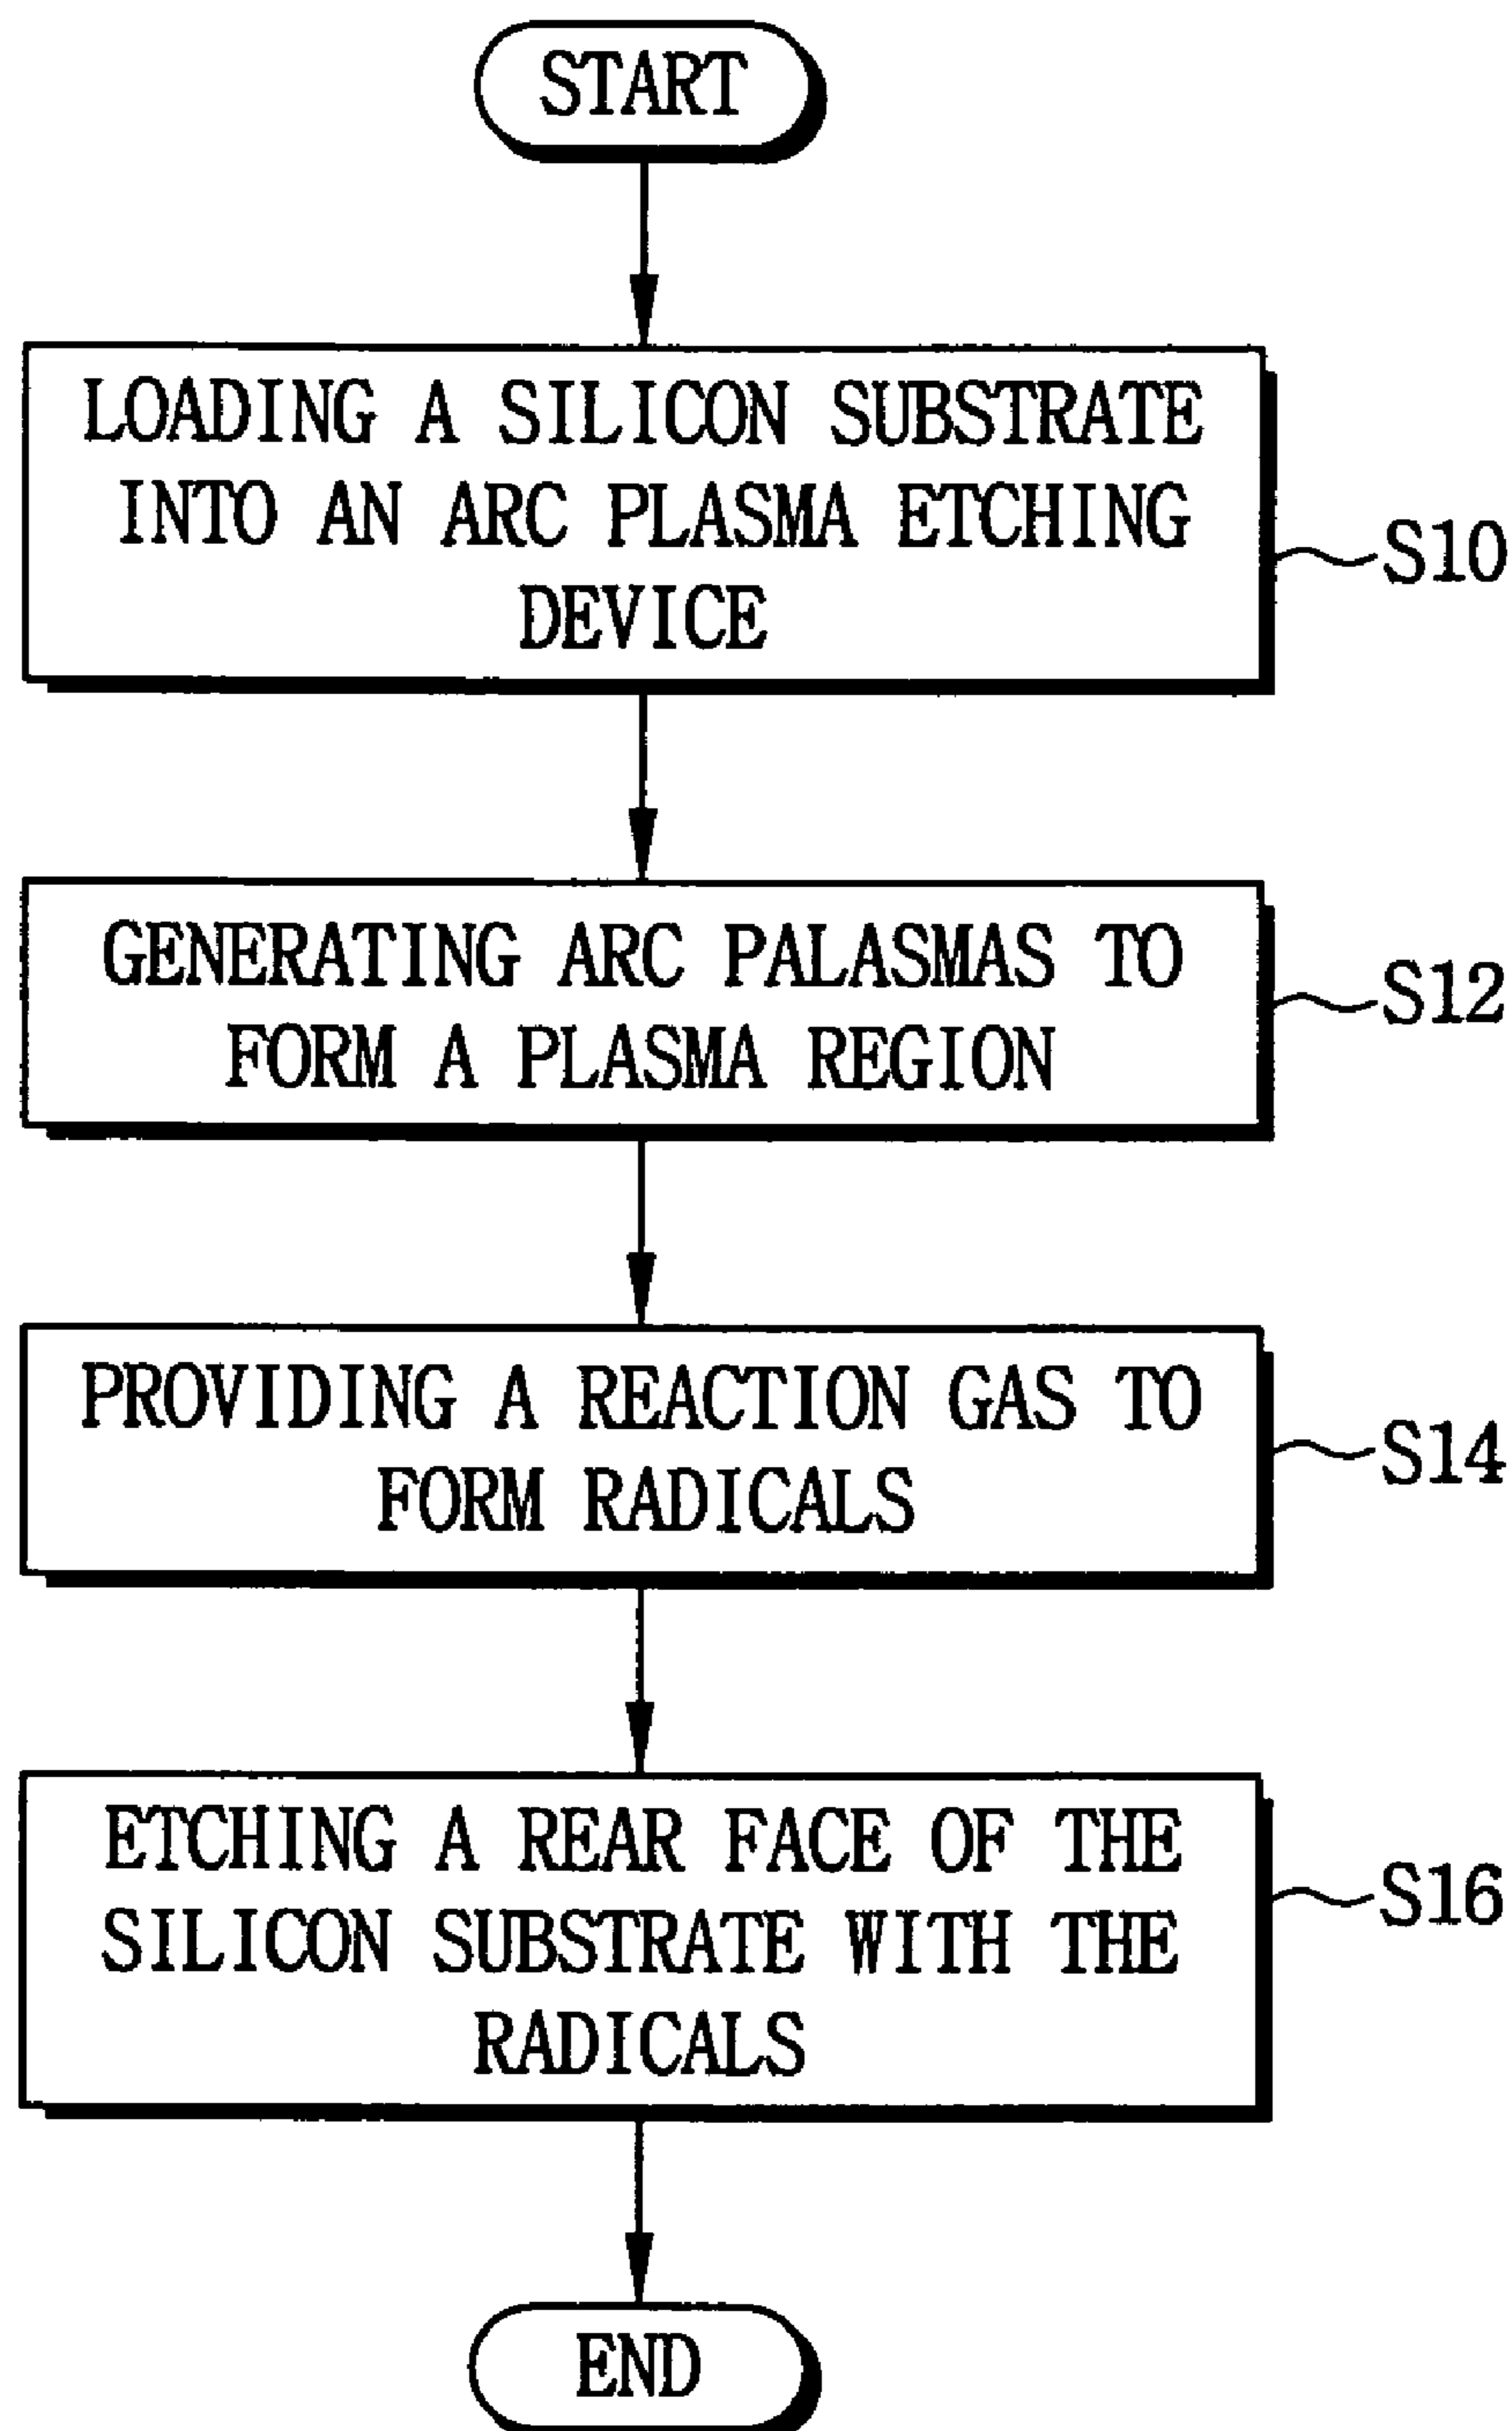 START
LOADING A SILICON SUBSTRATE
INTO AN ARC PLASMA ETCHING
DEVICE
S10
GENERATING ARC PALASMAS TO
FORM A PLASMA REGION
S12
PROVIDING A REACTION GAS TO
FORM RADICALS
S14
ETCHING A REAR FACE OF THE
SILICON SUBSTRATE WITH THE
RADICALS
S16
END